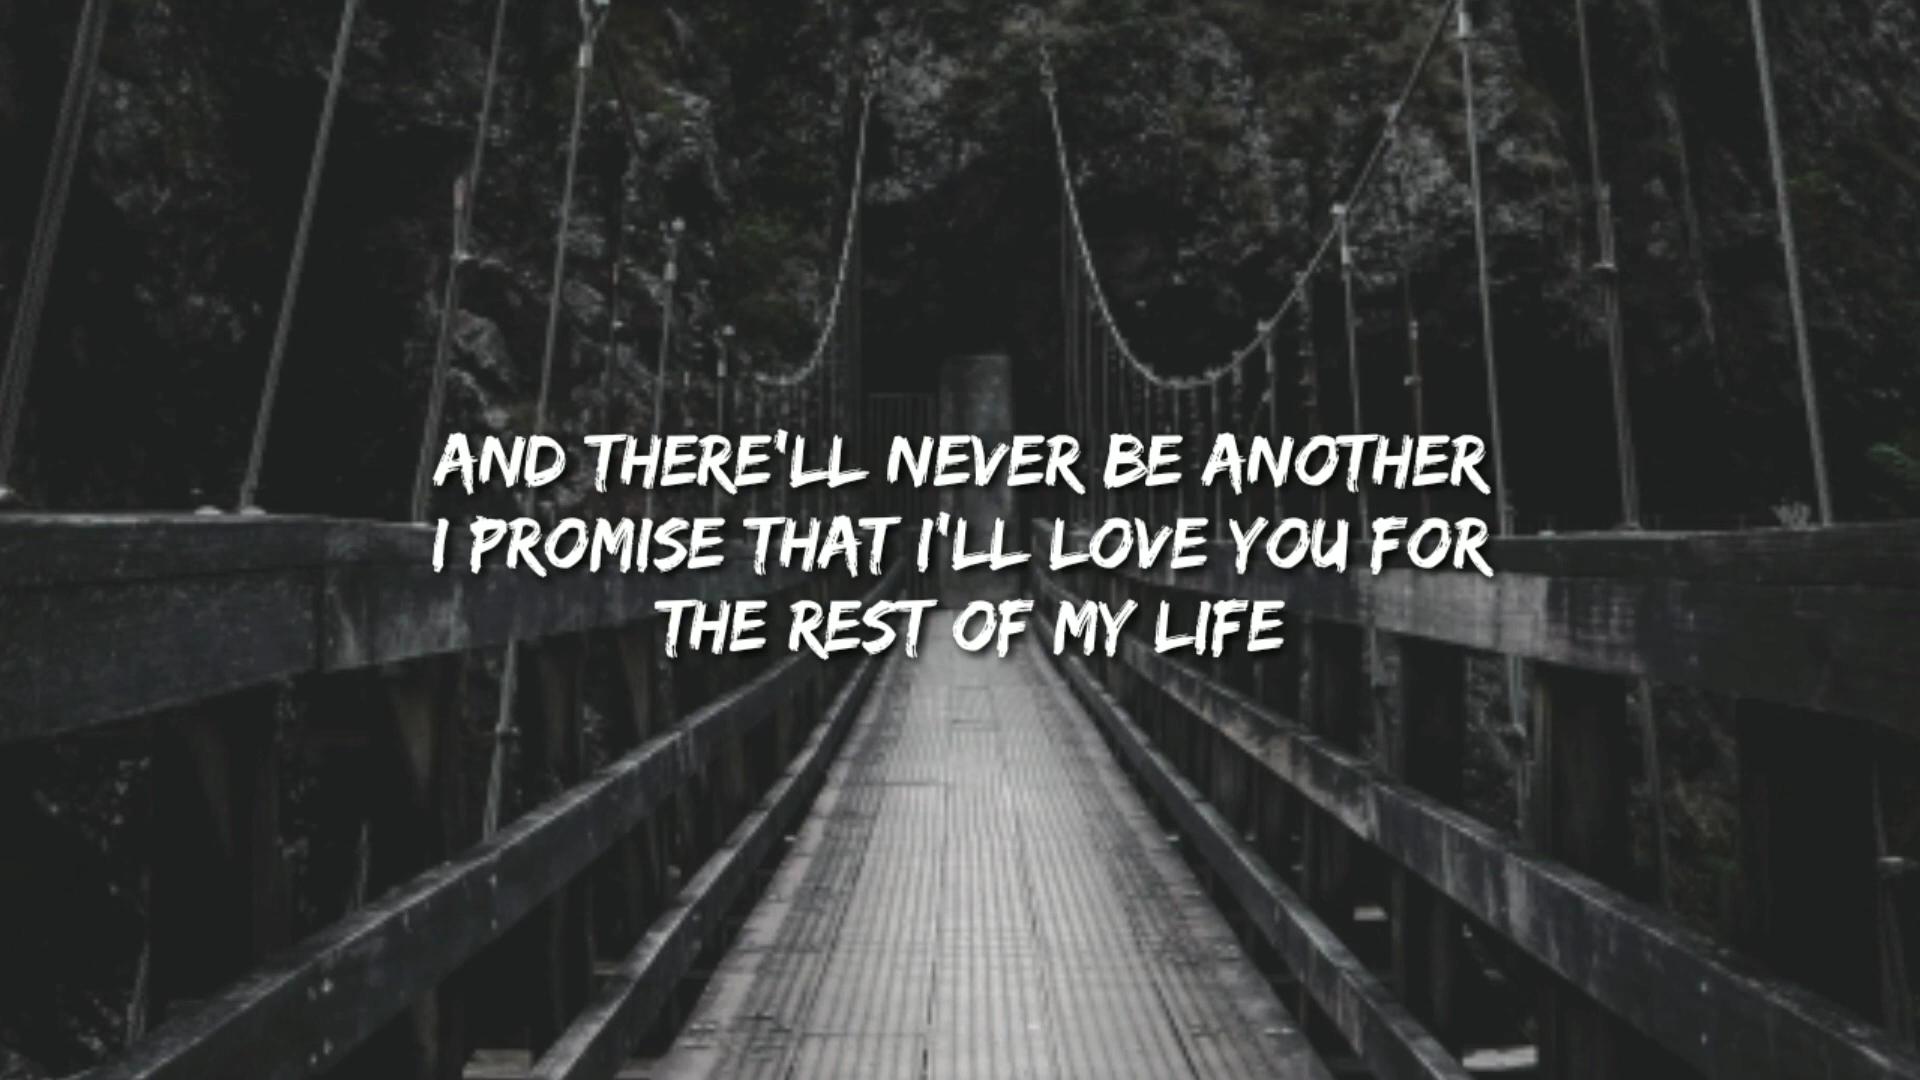 AND THERE'LL NEVER BE ANOTHER
I PROMISE THAT I'LL LOVE YOU FOR
THE REST OF MY LIFE